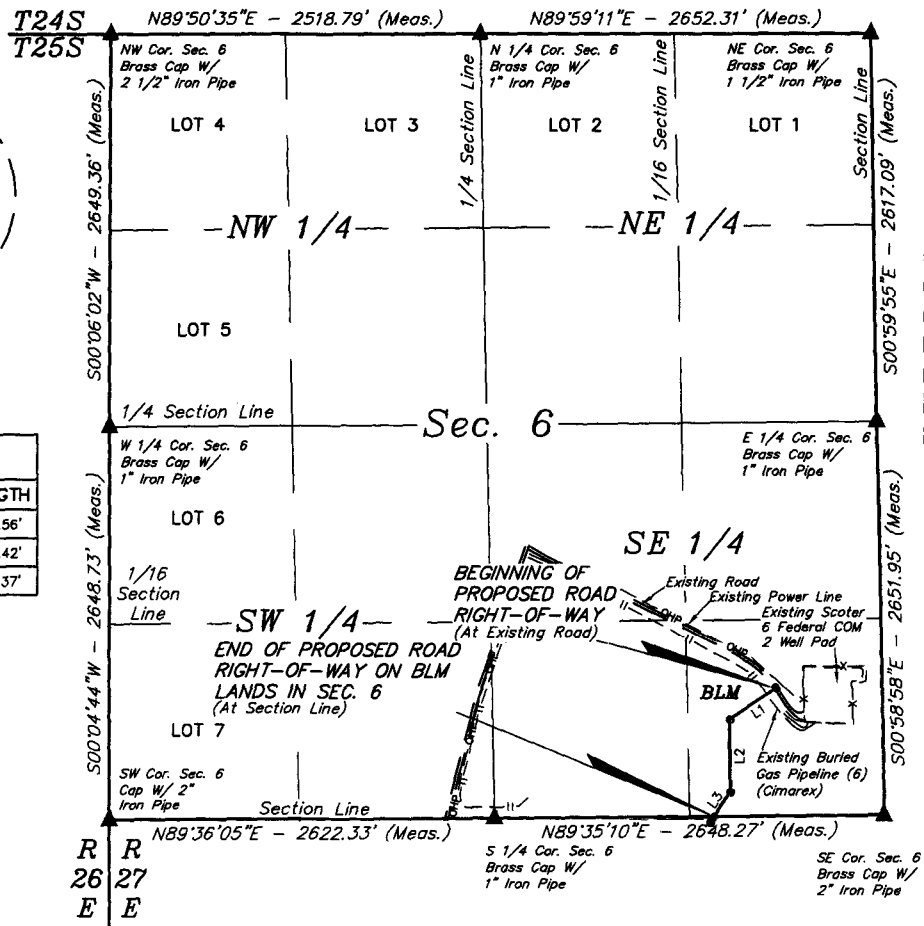 T24S
T25S
N89°50'35"E - 2518.79' (Meas.)
N89°59'11"E - 2652.31' (Meas.)
NW Cor. Sec. 6
Brass Cap W/
2 1/2" Iron Pipe
N 1/4 Cor. Sec. 6
Brass Cap W/
1" Iron Pipe
NE Cor. Sec. 6
Brass Cap W/
1 1/2" Iron Pipe
LOT 4
LOT 3
LOT 2
LOT 1
1/4 Section Line
1/16 Section Line
Section Line
S00°06'02"W - 2649.36' (Meas.)
S00°59'55"E - 2617.09' (Meas.)
NW 1/4
NE 1/4
LOT 5
1/4 Section Line
Sec. 6
W 1/4 Cor. Sec. 6
Brass Cap W/
1" Iron Pipe
E 1/4 Cor. Sec. 6
Brass Cap W/
1" Iron Pipe
GTH
56'
42'
37'
S00°04'44"W - 2648.73' (Meas.)
S00°58'58"E - 2651.95' (Meas.)
LOT 6
SE 1/4
1/16
Section
Line
BEGINNING OF
PROPOSED ROAD
RIGHT-OF-WAY
(At Existing Road)
Existing Road
Existing Power Line
Existing Scoter
6 Federal COM
2 Well Pad
OHP
OHP
SW 1/4
END OF PROPOSED ROAD
RIGHT-OF-WAY ON BLM
LANDS IN SEC. 6
(At Section Line)
BLM
L1
L2
L3
LOT 7
OHP
OHP
OHP
Existing Buried
Gas Pipeline (6)
(Cimarex)
SW Cor. Sec. 6
Cap W/ 2"
Iron Pipe
Section Line
N89°36'05"E - 2622.33' (Meas.)
N89°35'10"E - 2648.27' (Meas.)
S 1/4 Cor. Sec. 6
Brass Cap W/
1" Iron Pipe
SE Cor. Sec. 6
Brass Cap W/
2" Iron Pipe
R R
26 27
E E